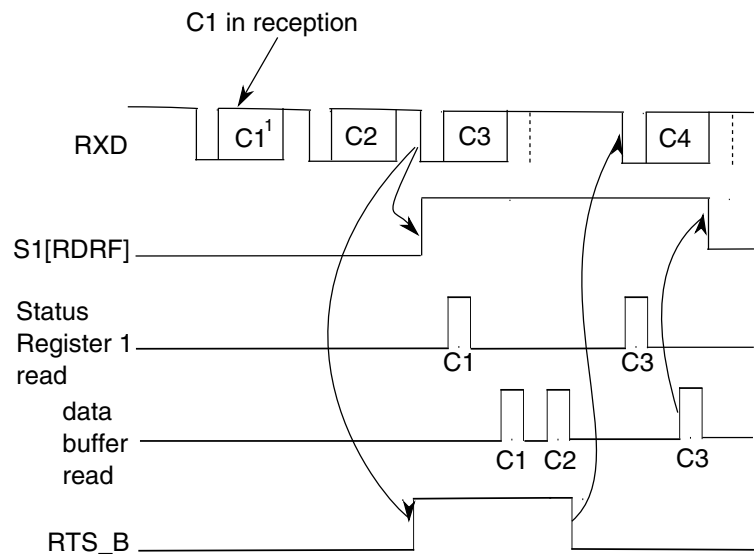 C1 in reception
RXD
C1¹
C2
C3
C4
S1[RDRF]
Status
Register 1
read
C1
C3
data
buffer
read
C1
C2
C3
RTS_B